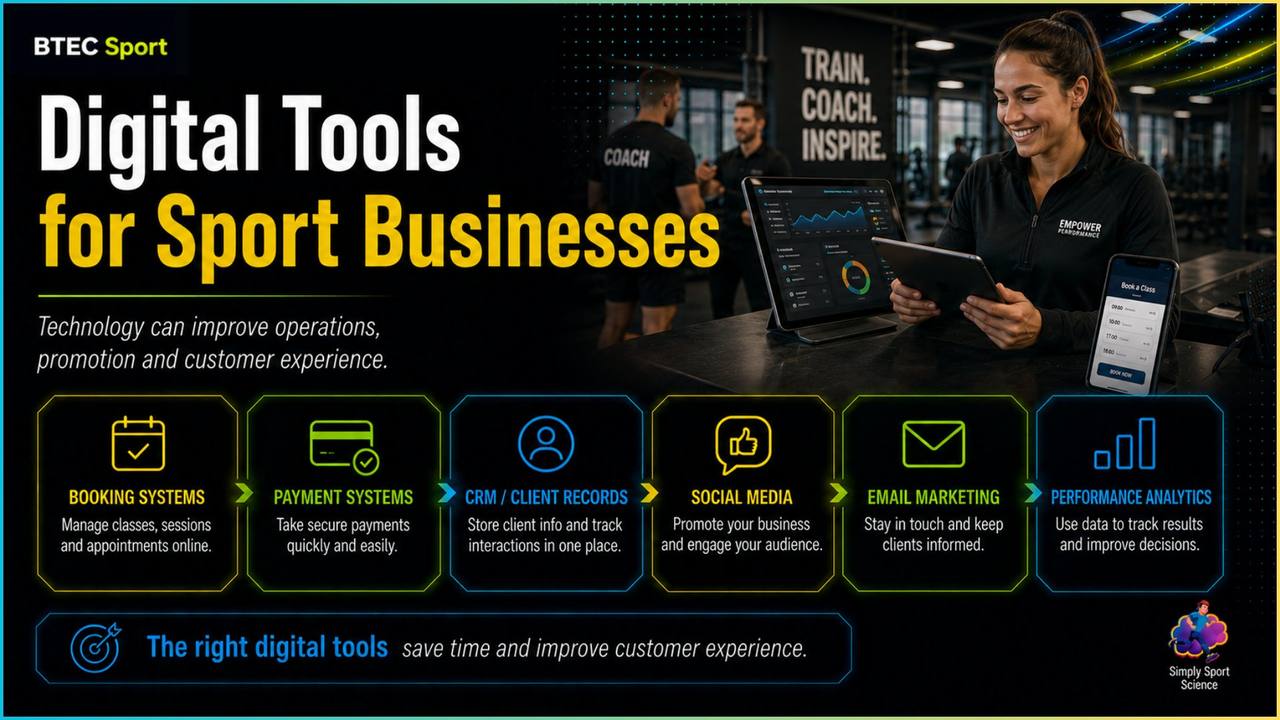 BTEC Sport
Digital Tools
for Sport Businesses
Technology can improve operations,
promotion and customer experience.
COACH
TRAIN.
COACH.
INSPIRE.
EMPOWER
PERFORMANCE
Book a Class
BOOK NOW
BOOKING SYSTEMS
Manage classes, sessions
and appointments online.
PAYMENT SYSTEMS
Take secure payments
quickly and easily.
CRM / CLIENT RECORDS
Store client info and track
interactions in one place.
SOCIAL MEDIA
Promote your business
and engage your audience.
EMAIL MARKETING
Stay in touch and keep
clients informed.
PERFORMANCE ANALYTICS
Use data to track results
and improve decisions.
The right digital tools save time and improve customer experience.
Simply Sport
Science